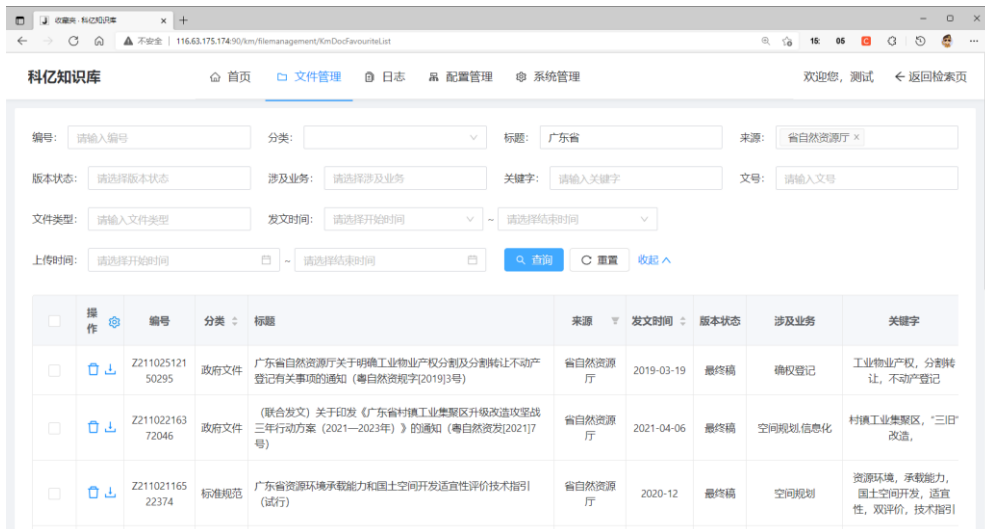 收藏夹 - 科亿知识库
不安全 | 116.63.175.174:90/km/filemanagement/KmDocFavouriteList
15: 05
科亿知识库 首页 文件管理 日志 配置管理 系统管理 欢迎您，测试 返回检索页
编号： 请输入编号 分类： 标题： 广东省 来源： 省自然资源厅 ×
版本状态： 请选择版本状态 涉及业务： 请选择涉及业务 关键字： 请输入关键字 文号： 请输入文号
文件类型： 请输入文件类型 发文时间： 请选择开始时间 ~ 请选择结束时间
上传时间： 请选择开始时间 ~ 请选择结束时间 查询 重置 收起
操作 编号 分类 标题 来源 发文时间 版本状态 涉及业务 关键字
Z211025121
50295
政府文件
广东省自然资源厅关于明确工业物业产权分割及分割转让不动产
登记有关事项的通知（粤自然资规字[2019]3号）
省自然资源
厅
2019-03-19
最终稿
确权登记
工业物业产权，分割转
让，不动产登记
Z211022163
72046
政府文件
（联合发文）关于印发《广东省村镇工业集聚区升级改造攻坚战
三年行动方案（2021—2023年）》的通知（粤自然资发[2021]7
号）
省自然资源
厅
2021-04-06
最终稿
空间规划,信息化
村镇工业集聚区，“三旧”
改造，
Z211021165
22374
标准规范
广东省资源环境承载能力和国土空间开发适宜性评价技术指引
（试行）
省自然资源
厅
2020-12
最终稿
空间规划
资源环境，承载能力，
国土空间开发，适宜
性，双评价，技术指引